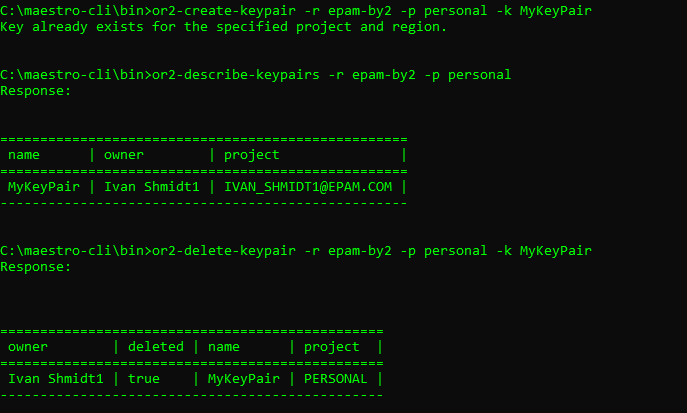 C:\maestro-cli\bin>or2-create-keypair -r epam-by2 -p personal -k MyKeyPair
Key already exists for the specified project and region.
C:\maestro-cli\bin>or2-describe-keypairs -r epam-by2 -p personal
Response:
===================================================
name      | owner         | project               |
===================================================
MyKeyPair | Ivan Shmidt1 | IVAN_SHMIDT1@EPAM.COM |
---------------------------------------------------
C:\maestro-cli\bin>or2-delete-keypair -r epam-by2 -p personal -k MyKeyPair
Response:
================================================
owner        | deleted | name      | project  |
================================================
Ivan Shmidt1 | true    | MyKeyPair | PERSONAL |
------------------------------------------------